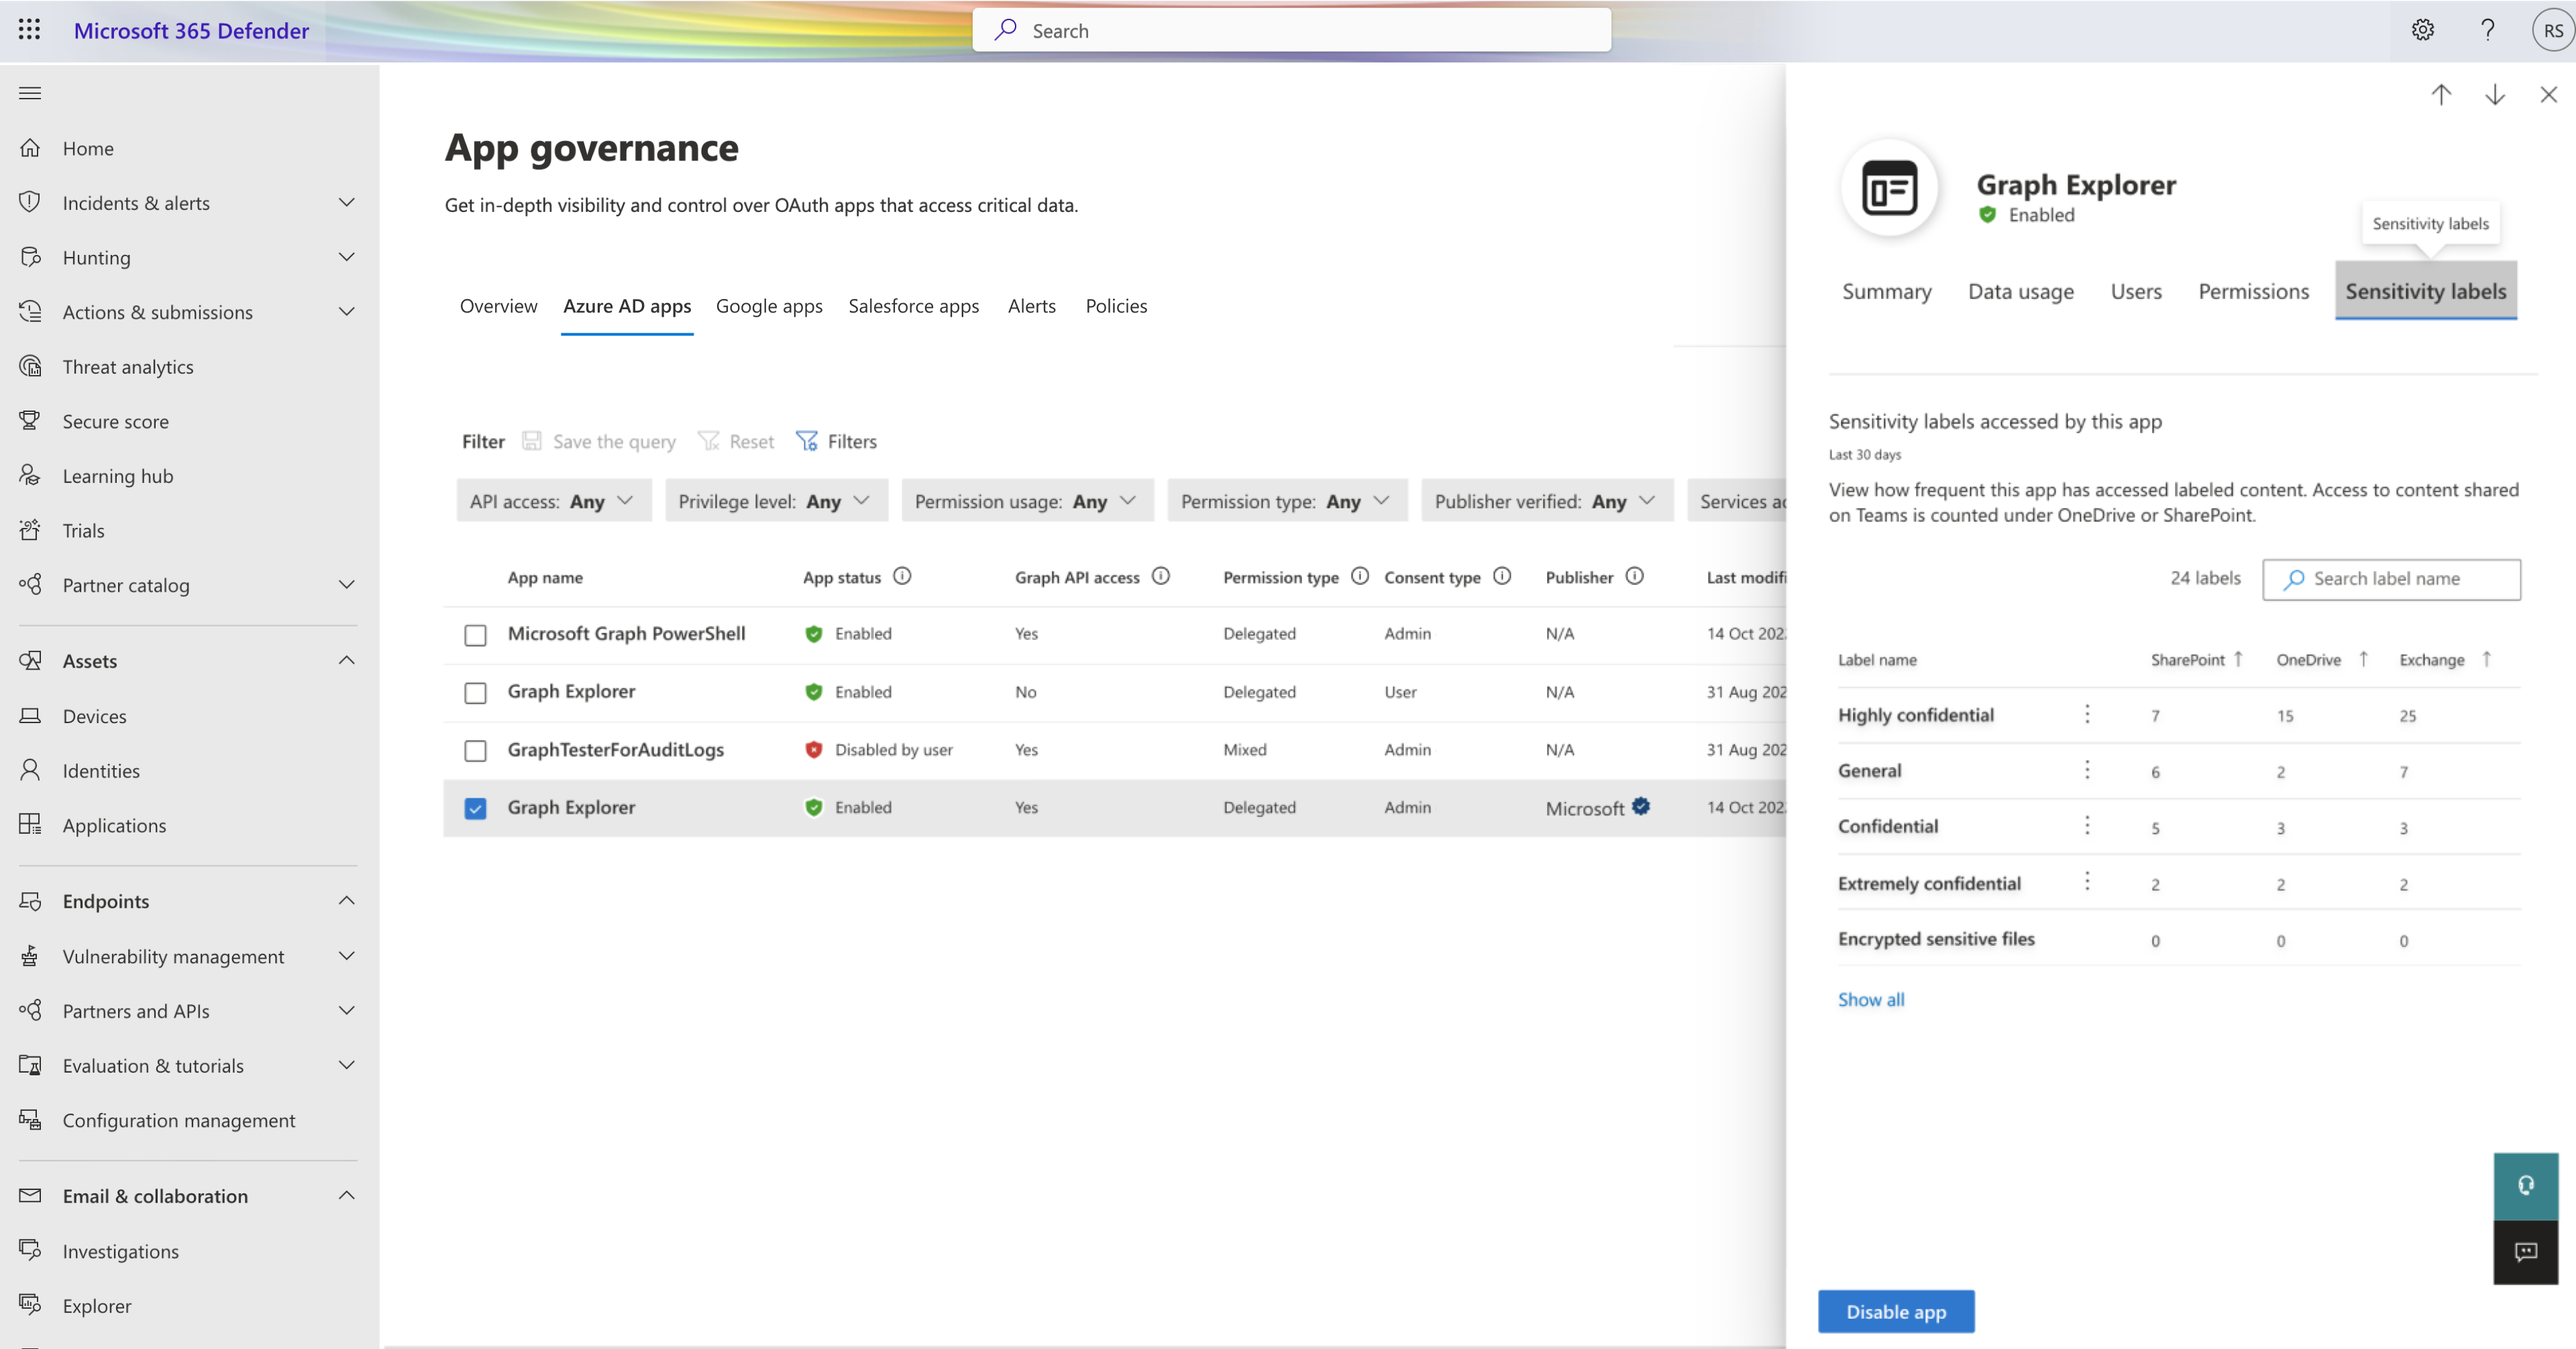 Microsoft 365 Defender
Search
RS
Home
Incidents & alerts
Hunting
Actions & submissions
Threat analytics
Secure score
Learning hub
Trials
Partner catalog
Assets
Devices
Identities
Applications
Endpoints
Vulnerability management
Partners and APIs
Evaluation & tutorials
Configuration management
Email & collaboration
Investigations
Explorer
App governance
Get in-depth visibility and control over OAuth apps that access critical data.
Overview Azure AD apps Google apps Salesforce apps Alerts Policies
Filter Save the query Reset Filters
API access: Any Privilege level: Any Permission usage: Any Permission type: Any Publisher verified: Any Services ac
App name App status Graph API access Permission type Consent type Publisher Last modifi
Microsoft Graph PowerShell Enabled Yes Delegated Admin N/A 14 Oct 202
Graph Explorer Enabled No Delegated User N/A 31 Aug 202
GraphTesterForAuditLogs Disabled by user Yes Mixed Admin N/A 31 Aug 202
Graph Explorer Enabled Yes Delegated Admin Microsoft 14 Oct 202
Graph Explorer
Enabled
Sensitivity labels
Summary Data usage Users Permissions Sensitivity labels
Sensitivity labels accessed by this app
Last 30 days
View how frequent this app has accessed labeled content. Access to content shared
on Teams is counted under OneDrive or SharePoint.
24 labels Search label name
Label name SharePoint OneDrive Exchange
Highly confidential 7 15 25
General 6 2 7
Confidential 5 3 3
Extremely confidential 2 2 2
Encrypted sensitive files 0 0 0
Show all
Disable app